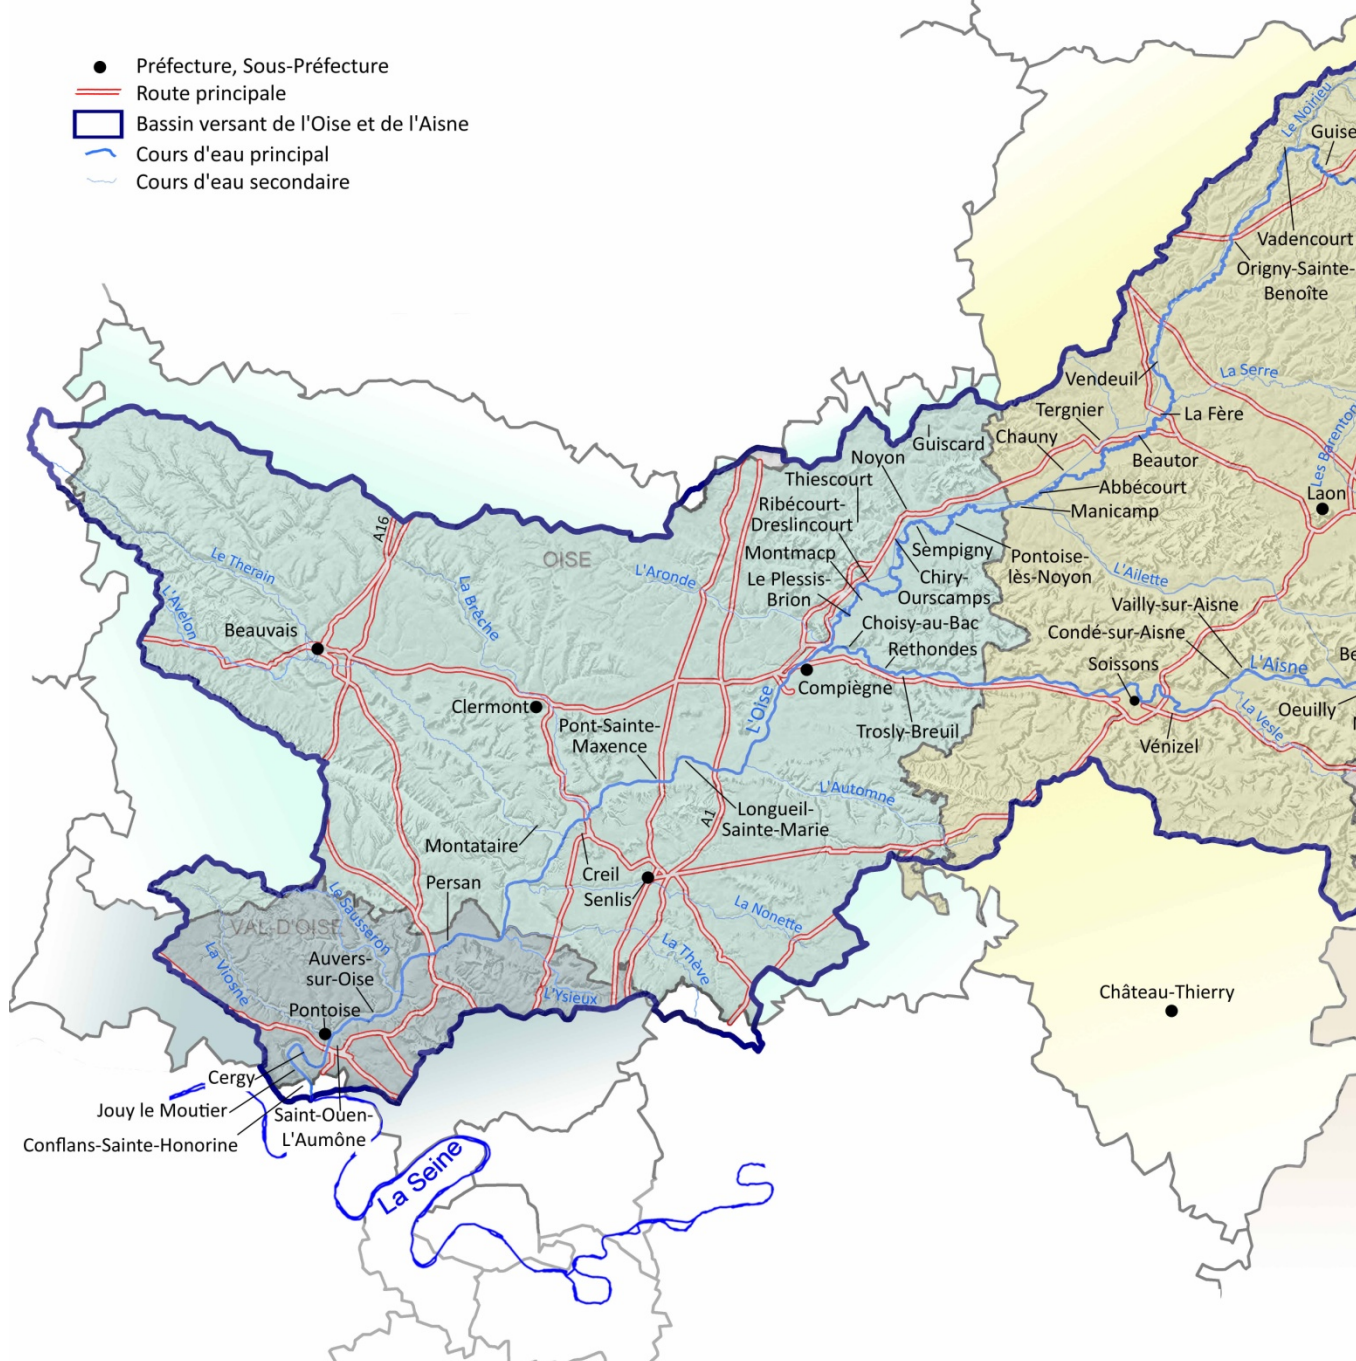 Préfecture, Sous-Préfecture
Route principale
Bassin versant de l'Oise et de l'Aisne
Cours d'eau principal
Cours d'eau secondaire
Le Noirieu
Guise
Vadencourt
Origny-Sainte-
Benoîte
Vendeuil
La Serre
Tergnier
La Fère
Guiscard
Chauny
Noyon
Beautor
Les Barenton
Thiescourt
Abbécourt
Laon
Ribécourt-
Dreslincourt
Manicamp
A16
Sempigny
Pontoise-
lès-Noyon
Montmacp
OISE
Le Therain
L'Aronde
La Brêche
Le Plessis-
Brion
Chiry-
Ourscamps
L'Ailette
L'Avelon
Vailly-sur-Aisne
Beauvais
Choisy-au-Bac
Condé-sur-Aisne
Rethondes
Soissons
L'Aisne
Be
Compiègne
L'Oise
Clermont
Pont-Sainte-
Maxence
Trosly-Breuil
La Vesle
Oeuilly
Vénizel
L'Automne
Longueil-
Sainte-Marie
A1
Montataire
Creil
Senlis
Persan
Le Sausseron
La Nonette
VAL-D'OISE
La Viosne
Auvers-
sur-Oise
La Thève
L'Ysieux
Château-Thierry
Pontoise
Cergy
Jouy le Moutier
Saint-Ouen-
L'Aumône
Conflans-Sainte-Honorine
La Seine